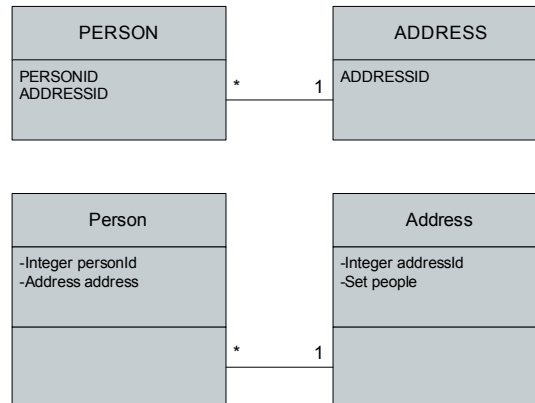 PERSON
PERSONID
ADDRESSID
* 1
ADDRESS
ADDRESSID
Person
-Integer personId
-Address address
* 1
Address
-Integer addressId
-Set people